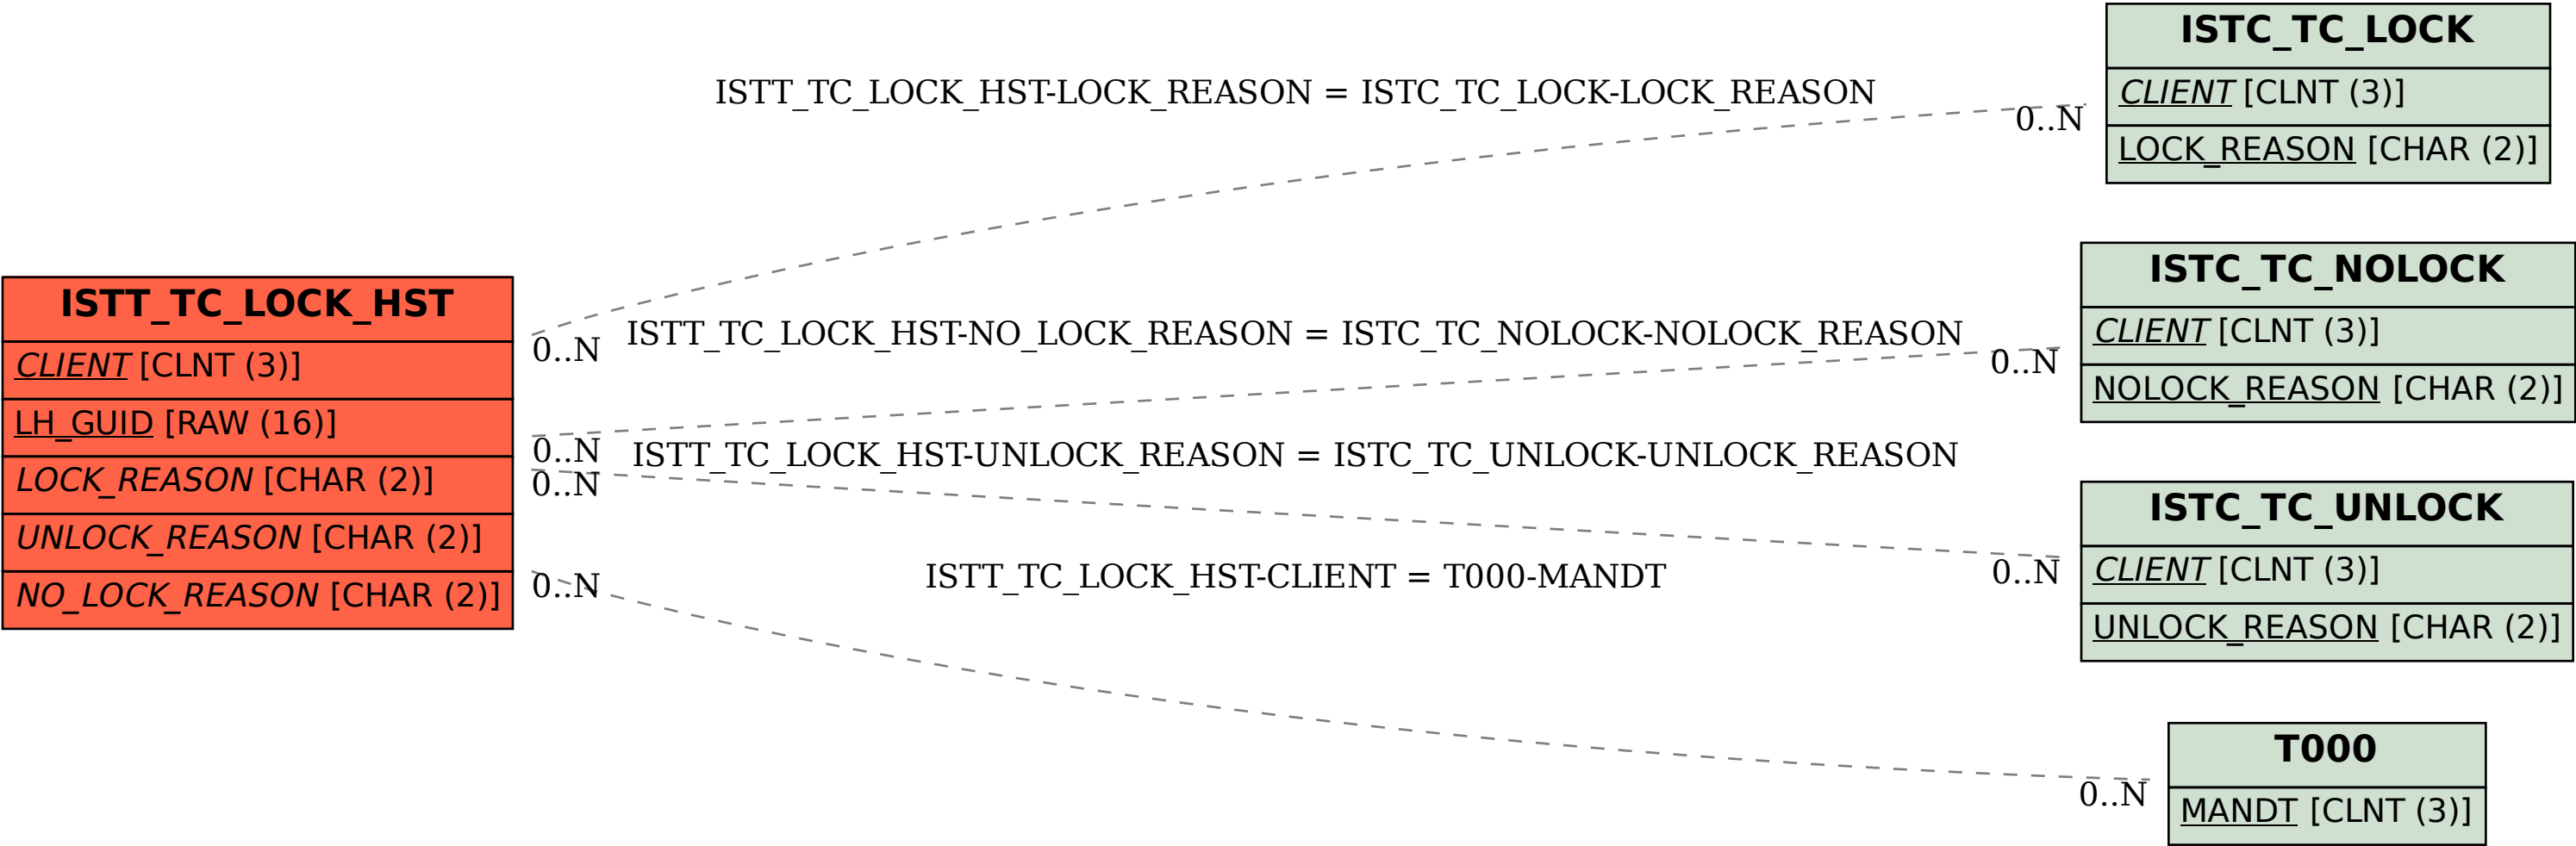 ISTT_TC_LOCK_HST
CLIENT [CLNT (3)]
LH_GUID [RAW (16)]
LOCK_REASON [CHAR (2)]
UNLOCK_REASON [CHAR (2)]
NO_LOCK_REASON [CHAR (2)]
ISTT_TC_LOCK_HST-LOCK_REASON = ISTC_TC_LOCK-LOCK_REASON
0..N
0..N
ISTT_TC_LOCK_HST-NO_LOCK_REASON = ISTC_TC_NOLOCK-NOLOCK_REASON
0..N
0..N
ISTT_TC_LOCK_HST-UNLOCK_REASON = ISTC_TC_UNLOCK-UNLOCK_REASON
0..N
0..N
ISTT_TC_LOCK_HST-CLIENT = T000-MANDT
0..N
0..N
ISTC_TC_LOCK
CLIENT [CLNT (3)]
LOCK_REASON [CHAR (2)]
ISTC_TC_NOLOCK
CLIENT [CLNT (3)]
NOLOCK_REASON [CHAR (2)]
ISTC_TC_UNLOCK
CLIENT [CLNT (3)]
UNLOCK_REASON [CHAR (2)]
T000
MANDT [CLNT (3)]